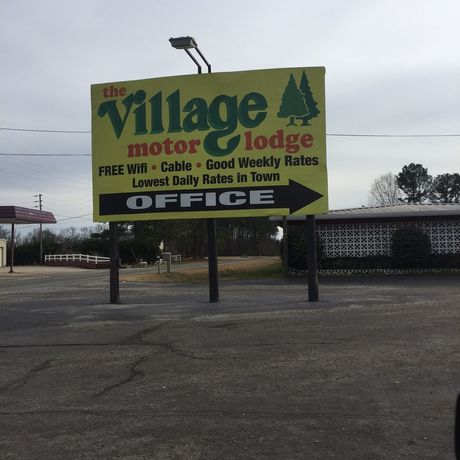 the
Village
motor lodge
FREE Wifi • Cable • Good Weekly Rates
Lowest Daily Rates in Town
OFFICE